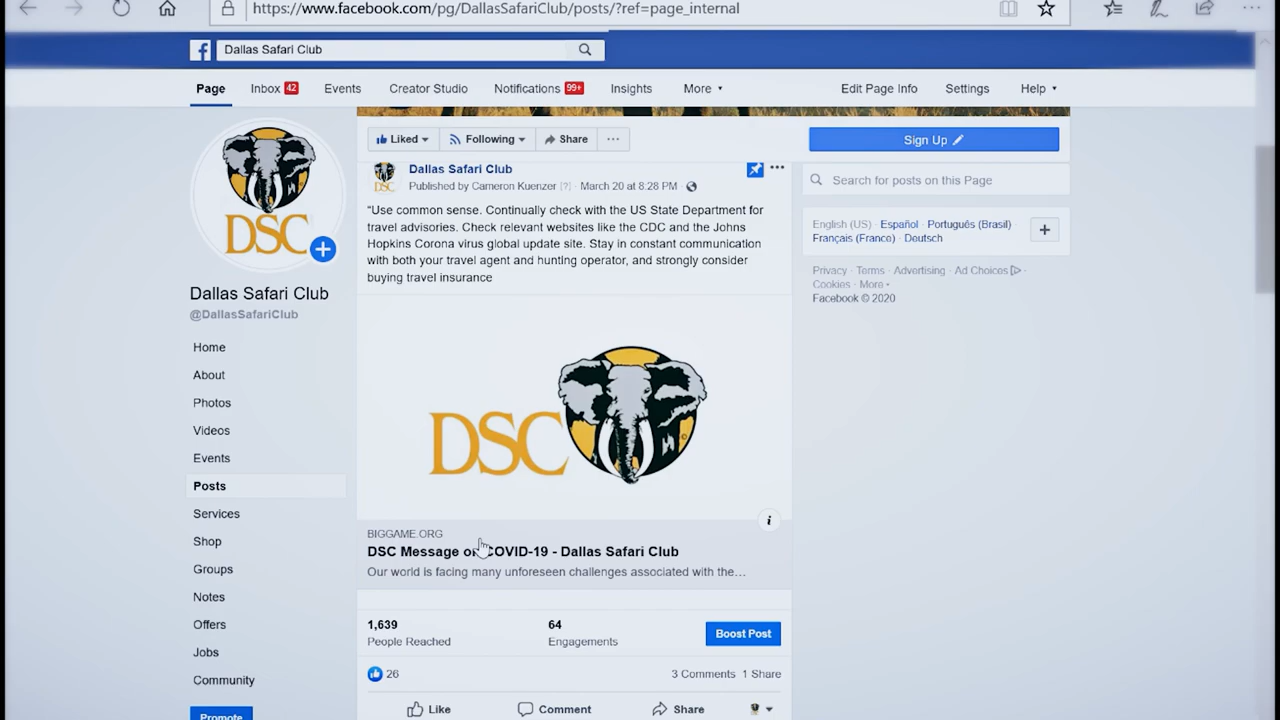 https://www.facebook.com/pg/DallasSafariClub/posts/?ref=page_internal
Dallas Safari Club
Page Inbox 42 Events Creator Studio Notifications 99+ Insights More Edit Page Info Settings Help
Liked Following Share ... Sign Up
DSC
Dallas Safari Club
@DallasSafariClub
Home
About
Photos
Videos
Events
Posts
Services
Shop
Groups
Notes
Offers
Jobs
Community
Promote
Dallas Safari Club
Published by Cameron Kuenzer [?] · March 20 at 8:28 PM ·
“Use common sense. Continually check with the US State Department for
travel advisories. Check relevant websites like the CDC and the Johns
Hopkins Corona virus global update site. Stay in constant communication
with both your travel agent and hunting operator, and strongly consider
buying travel insurance
DSC
BIGGAME.ORG
DSC Message on COVID-19 - Dallas Safari Club
Our world is facing many unforeseen challenges associated with the…
1,639 64
People Reached Engagements
Boost Post
26 3 Comments 1 Share
Like Comment Share
Search for posts on this Page
English (US) · Español · Português (Brasil) ·
Français (France) · Deutsch
Privacy · Terms · Advertising · Ad Choices ·
Cookies · More ·
Facebook © 2020